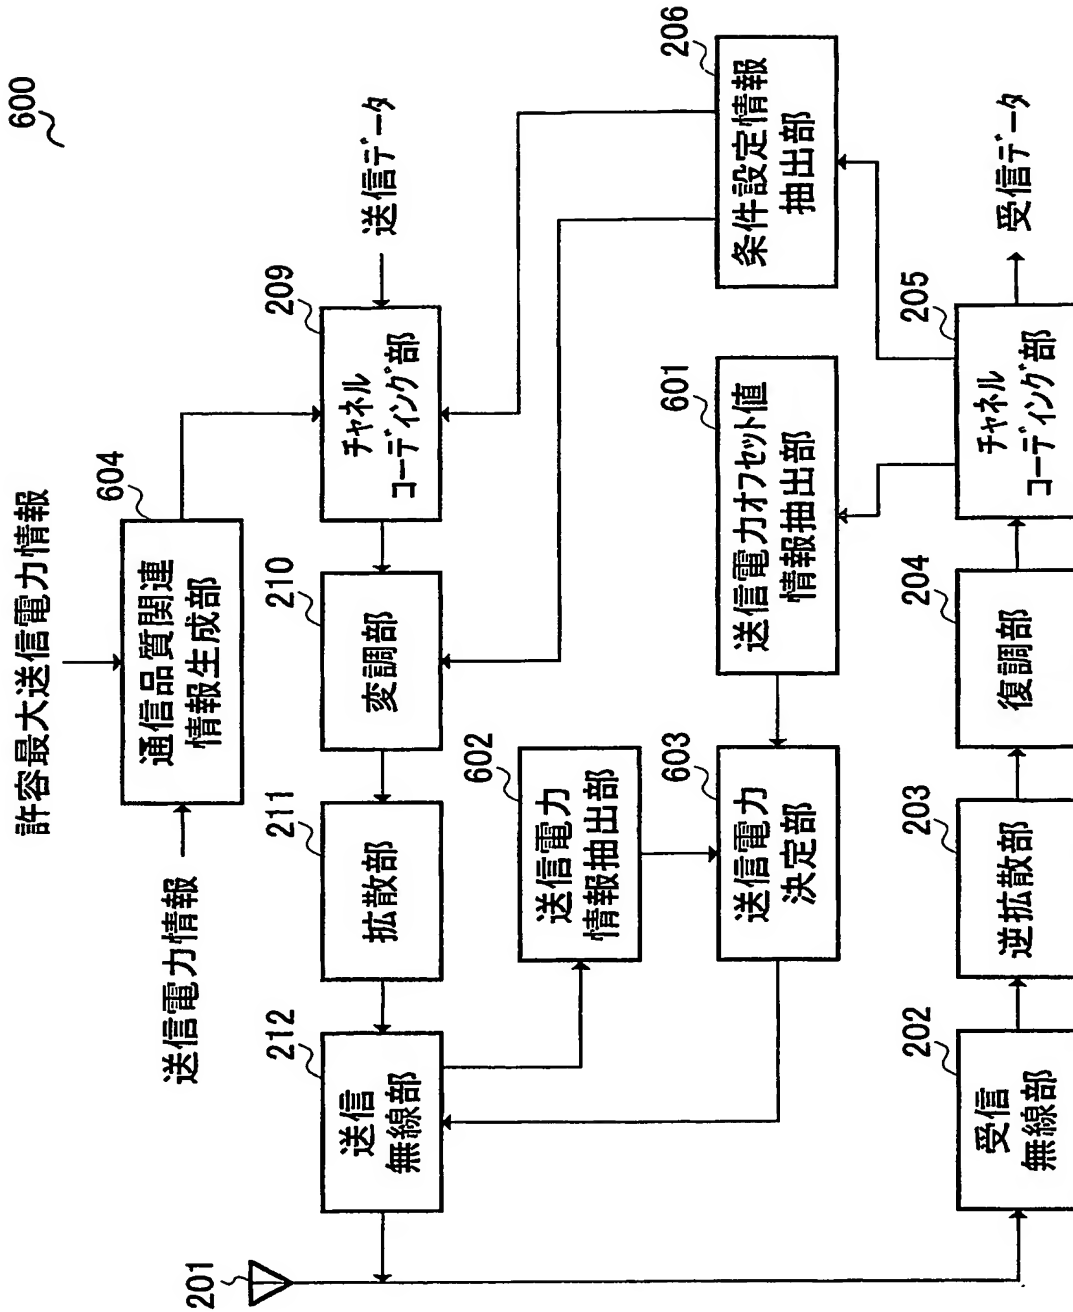 600
許容最大送信電力情報
送信電力情報
604
通信品質関連
情報生成部
201
212
送信
無線部
211
拡散部
210
変調部
209
チャネル
コーディング部
送信データ
602
送信電力
情報抽出部
603
送信電力
決定部
601
送信電力オフセット値
情報抽出部
206
条件設定情報
抽出部
202
受信
無線部
203
逆拡散部
204
復調部
205
チャネル
コーディング部
受信データ